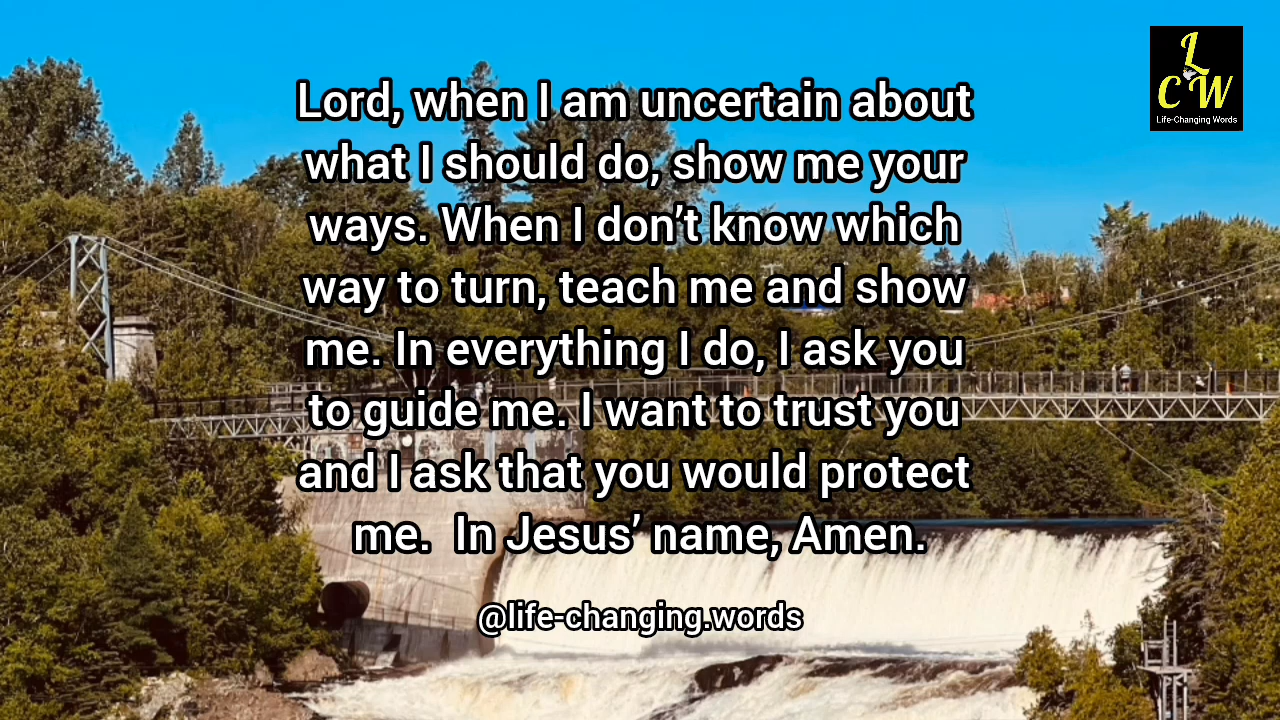 Lord, when I am uncertain about
what I should do, show me your
ways. When I don’t know which
way to turn, teach me and show
me. In everything I do, I ask you
to guide me. I want to trust you
and I ask that you would protect
me.  In Jesus’ name, Amen.
@life-changing.words
L
C W
Life-Changing Words